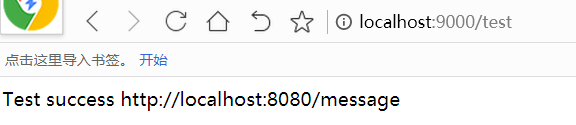 localhost:9000/test
点击这里导入书签。 开始
Test success http://localhost:8080/message